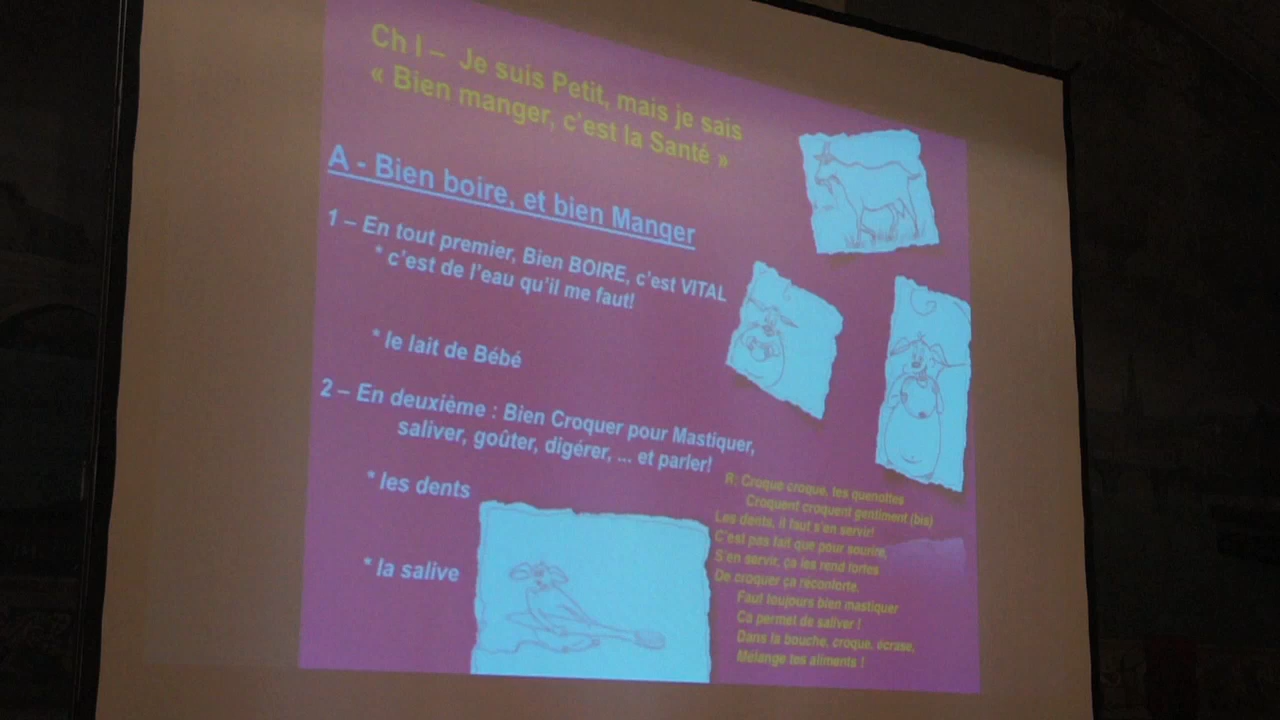 Ch I – Je suis Petit, mais je sais
« Bien manger, c'est la Santé »
A - Bien boire, et bien Manger
1 – En tout premier, Bien BOIRE, c'est VITAL
* c'est de l'eau qu'il me faut!
* le lait de Bébé
2 – En deuxième : Bien Croquer pour Mastiquer,
saliver, goûter, digérer, ... et parler!
* les dents
* la salive
R: Croque croque, tes quenottes
Croquent croquent gentiment (bis)
Les dents, il faut s'en servir!
C'est pas fait que pour sourire,
S'en servir, ça les rend fortes
De croquer ça réconforte.
Faut toujours bien mastiquer
Ca permet de saliver !
Dans la bouche, croque, écrase,
Mélange tes aliments !